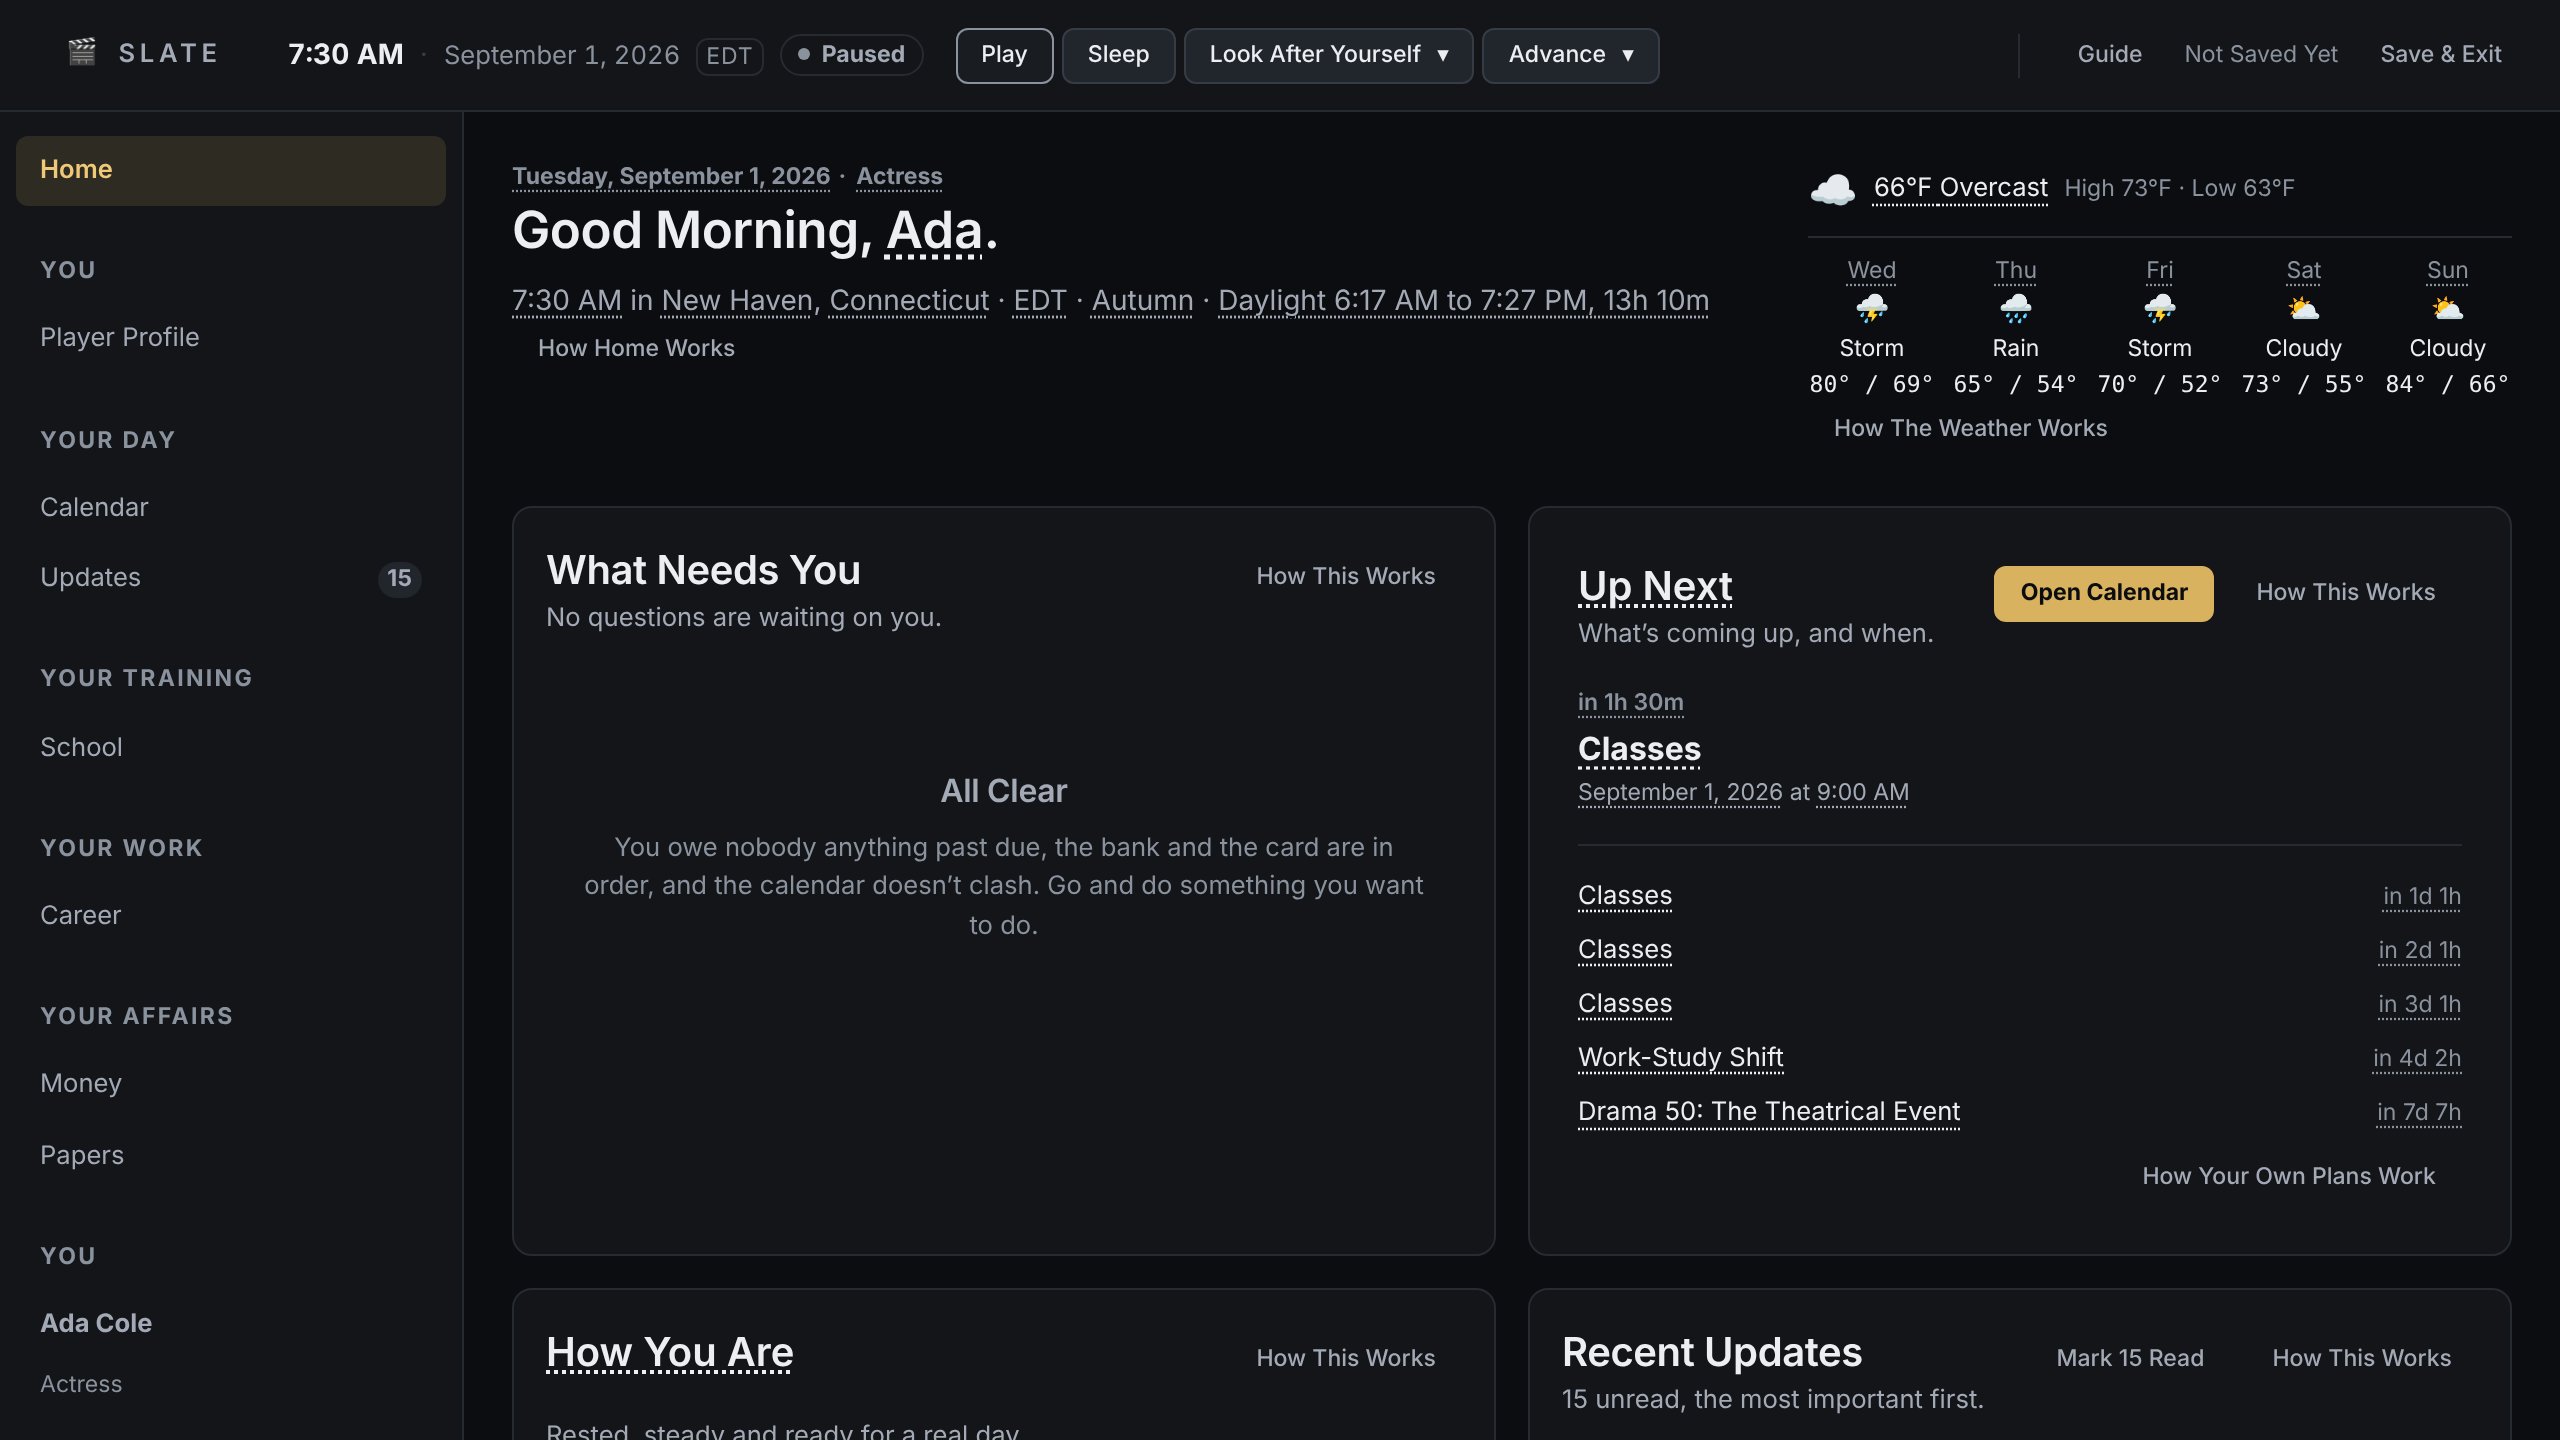 SLATE
7:30 AM · September 1, 2026 EDT Paused
Play
Sleep
Look After Yourself ▾
Advance ▾
Guide
Not Saved Yet
Save & Exit
Home
YOU
Player Profile
YOUR DAY
Calendar
Updates 15
YOUR TRAINING
School
YOUR WORK
Career
YOUR AFFAIRS
Money
Papers
YOU
Ada Cole
Actress
Tuesday, September 1, 2026 · Actress
Good Morning, Ada.
7:30 AM in New Haven, Connecticut · EDT · Autumn · Daylight 6:17 AM to 7:27 PM, 13h 10m
How Home Works
66°F Overcast High 73°F · Low 63°F
Wed Thu Fri Sat Sun
Storm Rain Storm Cloudy Cloudy
80° / 69° 65° / 54° 70° / 52° 73° / 55° 84° / 66°
How The Weather Works
What Needs You
How This Works
No questions are waiting on you.
All Clear
You owe nobody anything past due, the bank and the card are in
order, and the calendar doesn’t clash. Go and do something you want
to do.
Up Next
Open Calendar
How This Works
What’s coming up, and when.
in 1h 30m
Classes
September 1, 2026 at 9:00 AM
Classes in 1d 1h
Classes in 2d 1h
Classes in 3d 1h
Work-Study Shift in 4d 2h
Drama 50: The Theatrical Event in 7d 7h
How Your Own Plans Work
How You Are
How This Works
Rested, steady and ready for a real day
Recent Updates
Mark 15 Read
How This Works
15 unread, the most important first.